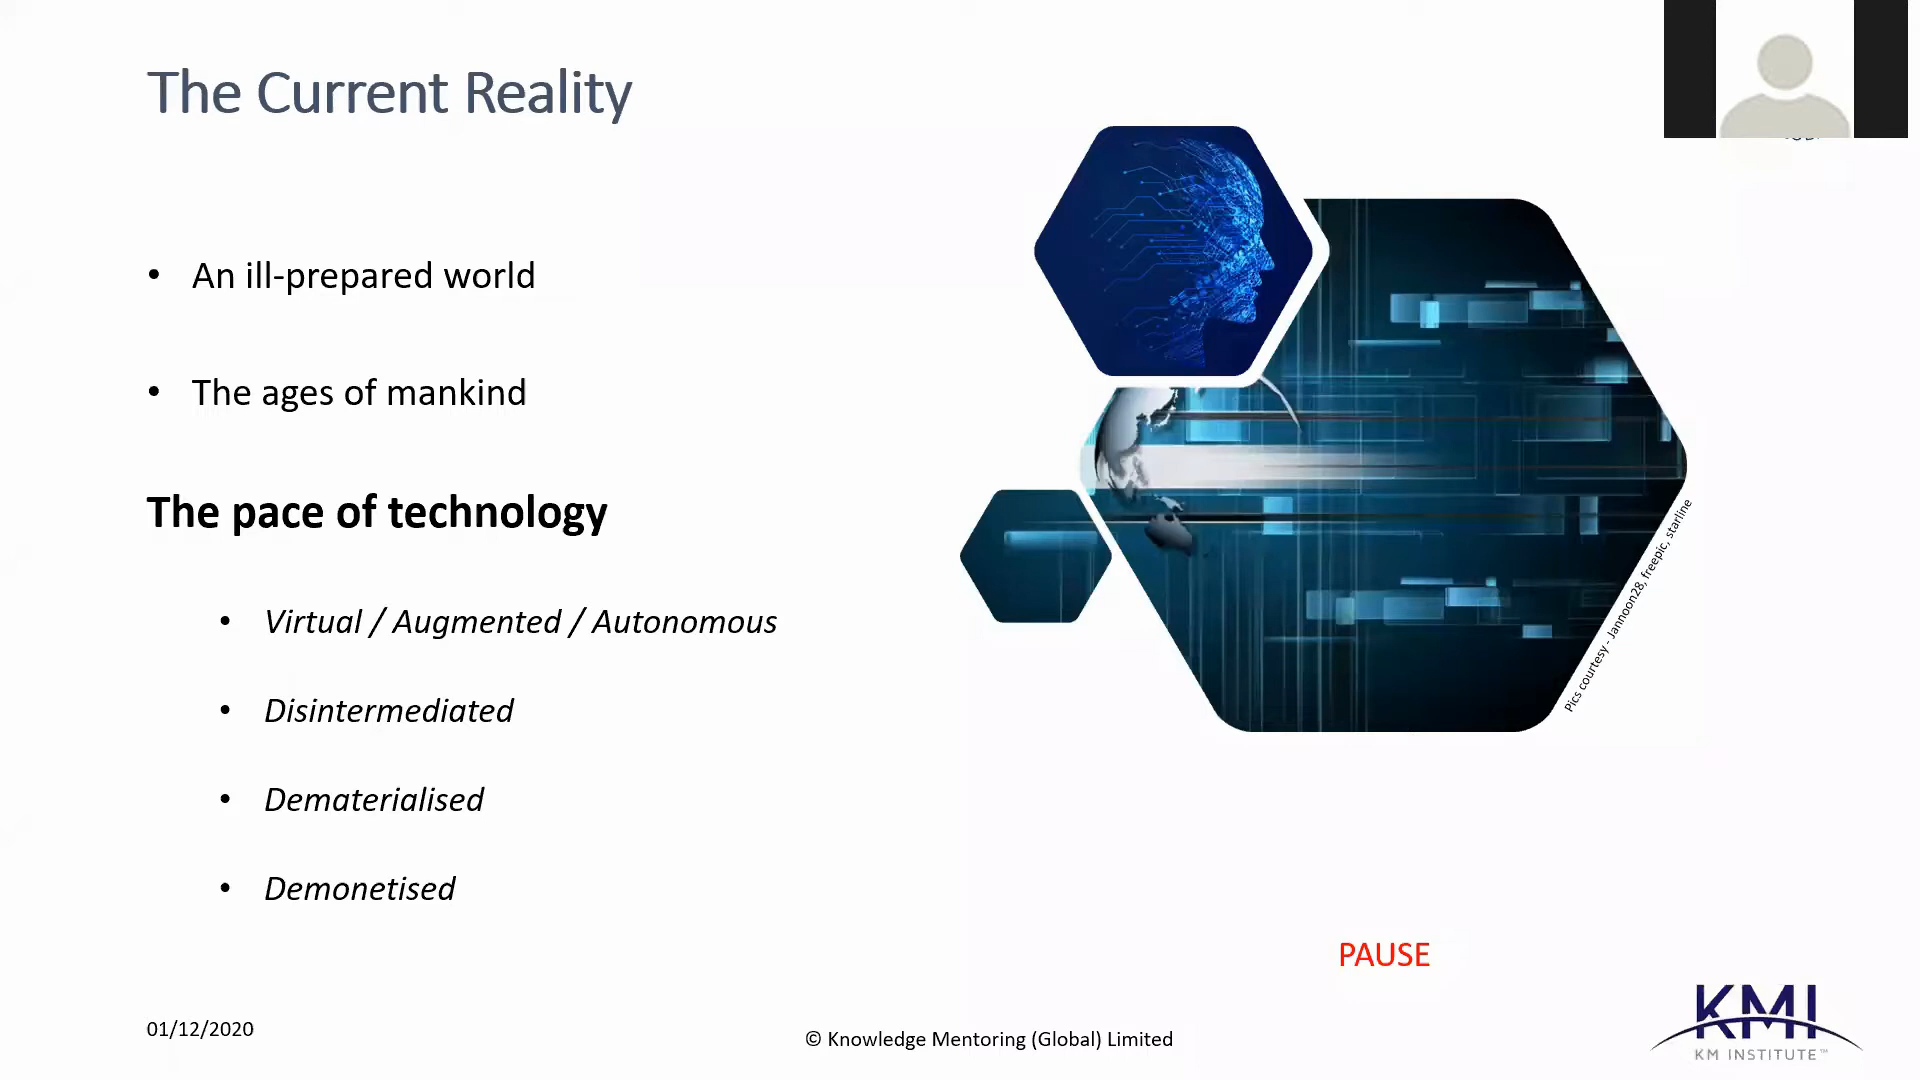 The Current Reality
• An ill-prepared world
• The ages of mankind
The pace of technology
• Virtual / Augmented / Autonomous
• Disintermediated
• Dematerialised
• Demonetised
Pics courtesy - Jannoon28, freepic, starline
PAUSE
01/12/2020
© Knowledge Mentoring (Global) Limited
KMI
KM INSTITUTE™